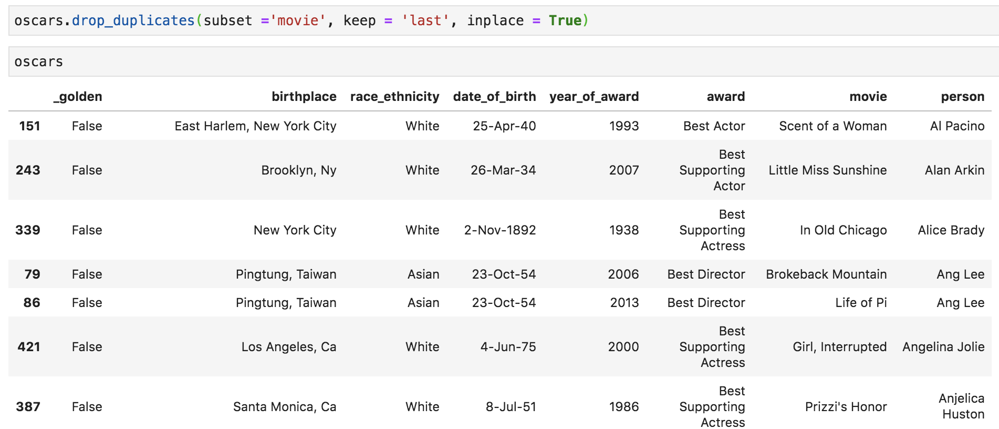 oscars.drop_duplicates(subset ='movie', keep = 'last', inplace = True)
oscars
_golden birthplace race_ethnicity date_of_birth year_of_award award movie person
151 False East Harlem, New York City White 25-Apr-40 1993 Best Actor Scent of a Woman Al Pacino
243 False Brooklyn, Ny White 26-Mar-34 2007 Best Supporting Actor Little Miss Sunshine Alan Arkin
339 False New York City White 2-Nov-1892 1938 Best Supporting Actress In Old Chicago Alice Brady
79 False Pingtung, Taiwan Asian 23-Oct-54 2006 Best Director Brokeback Mountain Ang Lee
86 False Pingtung, Taiwan Asian 23-Oct-54 2013 Best Director Life of Pi Ang Lee
421 False Los Angeles, Ca White 4-Jun-75 2000 Best Supporting Actress Girl, Interrupted Angelina Jolie
387 False Santa Monica, Ca White 8-Jul-51 1986 Best Supporting Actress Prizzi's Honor Anjelica Huston